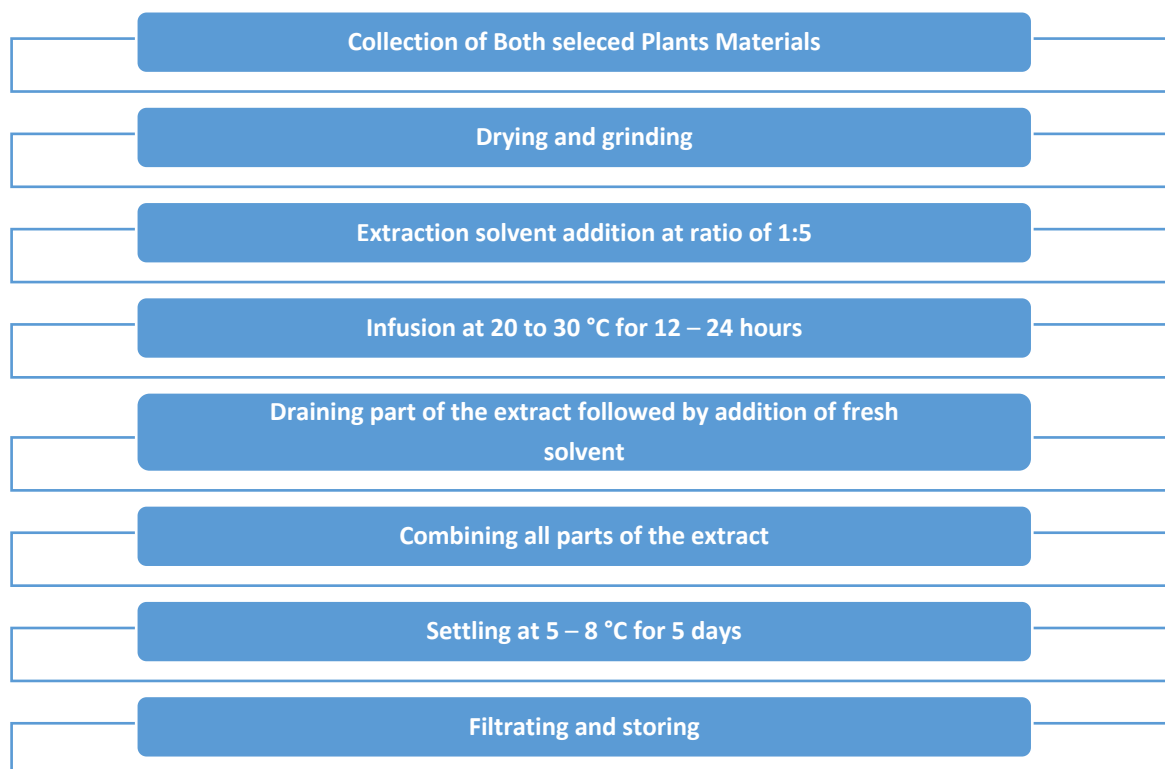 Collection of Both seleced Plants Materials
Drying and grinding
Extraction solvent addition at ratio of 1:5
Infusion at 20 to 30 °C for 12 – 24 hours
Draining part of the extract followed by addition of fresh
solvent
Combining all parts of the extract
Settling at 5 – 8 °C for 5 days
Filtrating and storing